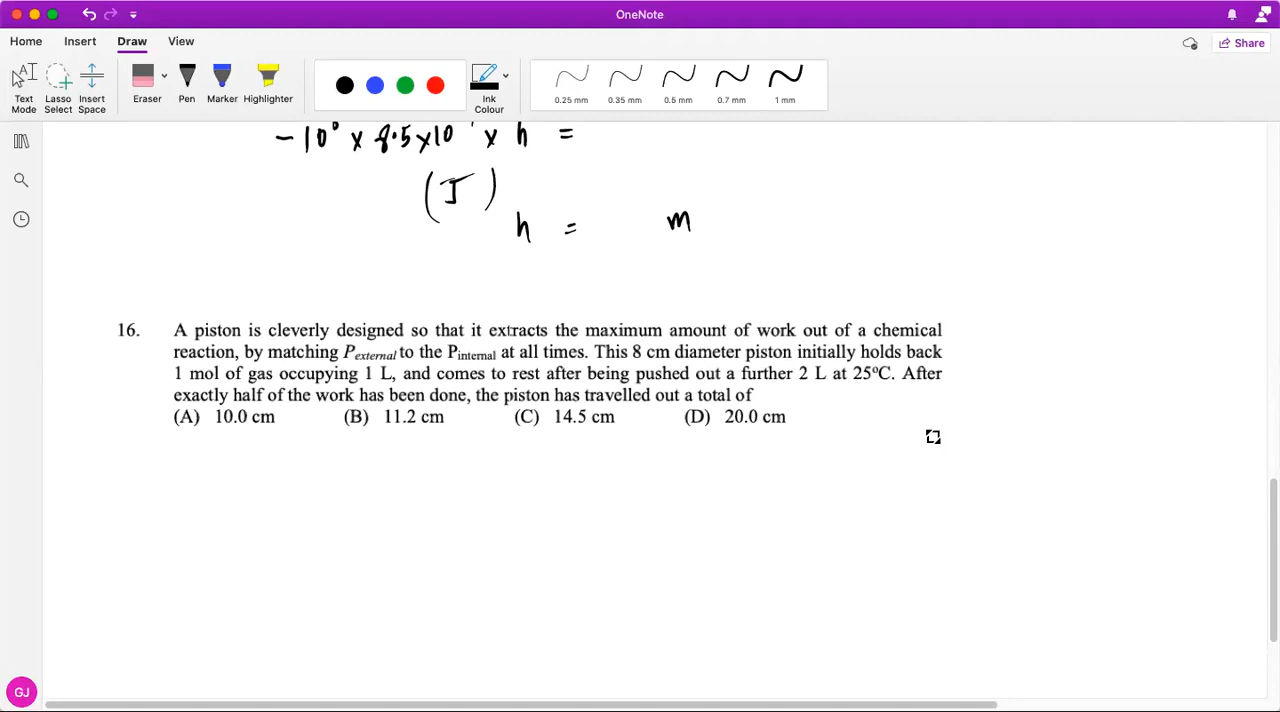 OneNote
Home Insert Draw View
Share
Text Mode
Lasso Select
Insert Space
Eraser
Pen
Marker
Highlighter
Ink Colour
0.25 mm 0.35 mm 0.5 mm 0.7 mm 1 mm
× h =
(J)
h = m
16. A piston is cleverly designed so that it extracts the maximum amount of work out of a chemical
reaction, by matching Pexternal to the Pinternal at all times. This 8 cm diameter piston initially holds back
1 mol of gas occupying 1 L, and comes to rest after being pushed out a further 2 L at 25°C. After
exactly half of the work has been done, the piston has travelled out a total of
(A) 10.0 cm (B) 11.2 cm (C) 14.5 cm (D) 20.0 cm
GJ